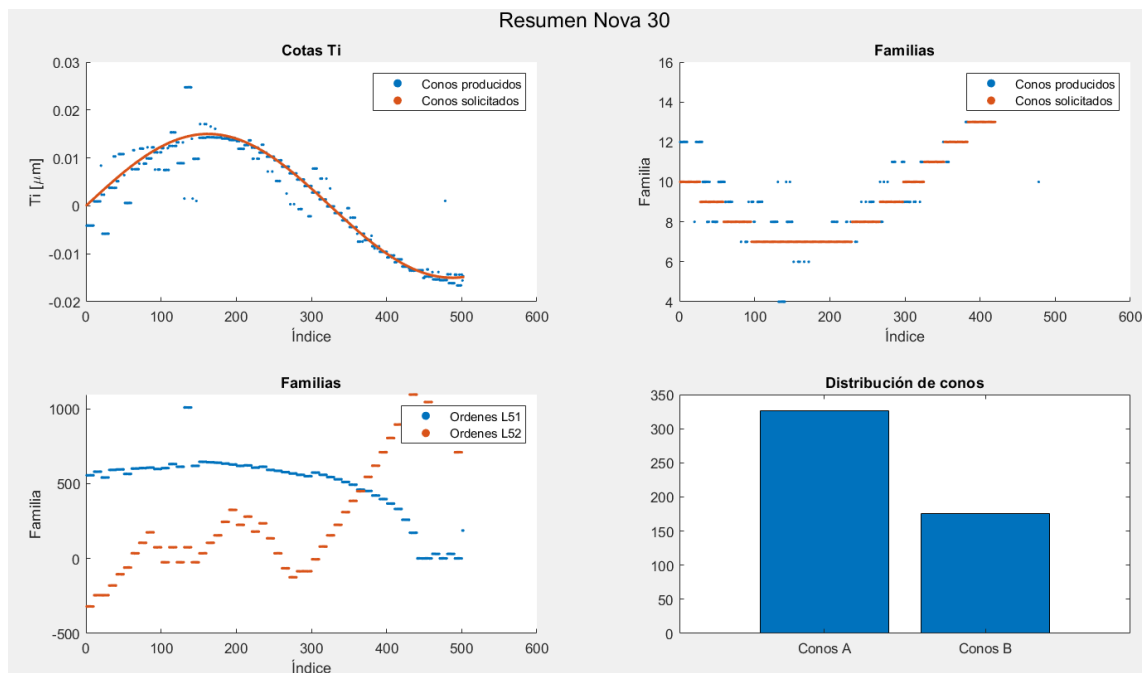 Resumen Nova 30
Cotas Ti
0.03
0.02
0.01
0
-0.01
-0.02
Ti [μm]
0 100 200 300 400 500 600
Índice
Conos producidos
Conos solicitados
Familias
16
14
12
10
8
6
4
Familia
0 100 200 300 400 500 600
Índice
Conos producidos
Conos solicitados
Familias
1000
500
0
-500
Familia
0 100 200 300 400 500 600
Índice
Ordenes L51
Ordenes L52
Distribución de conos
350
300
250
200
150
100
50
0
Conos A Conos B